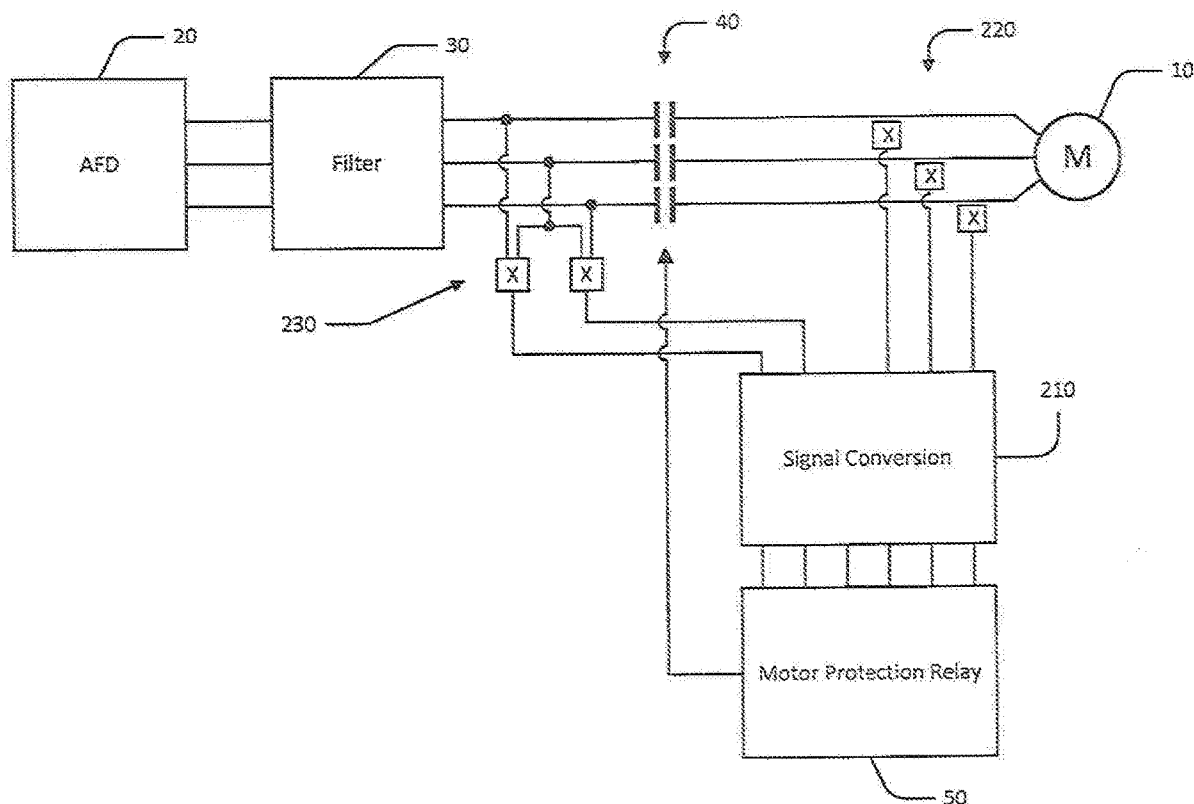 20
30
40
220
10
AFD
Filter
M
X
X
X
X
X
230
210
Signal Conversion
Motor Protection Relay
50